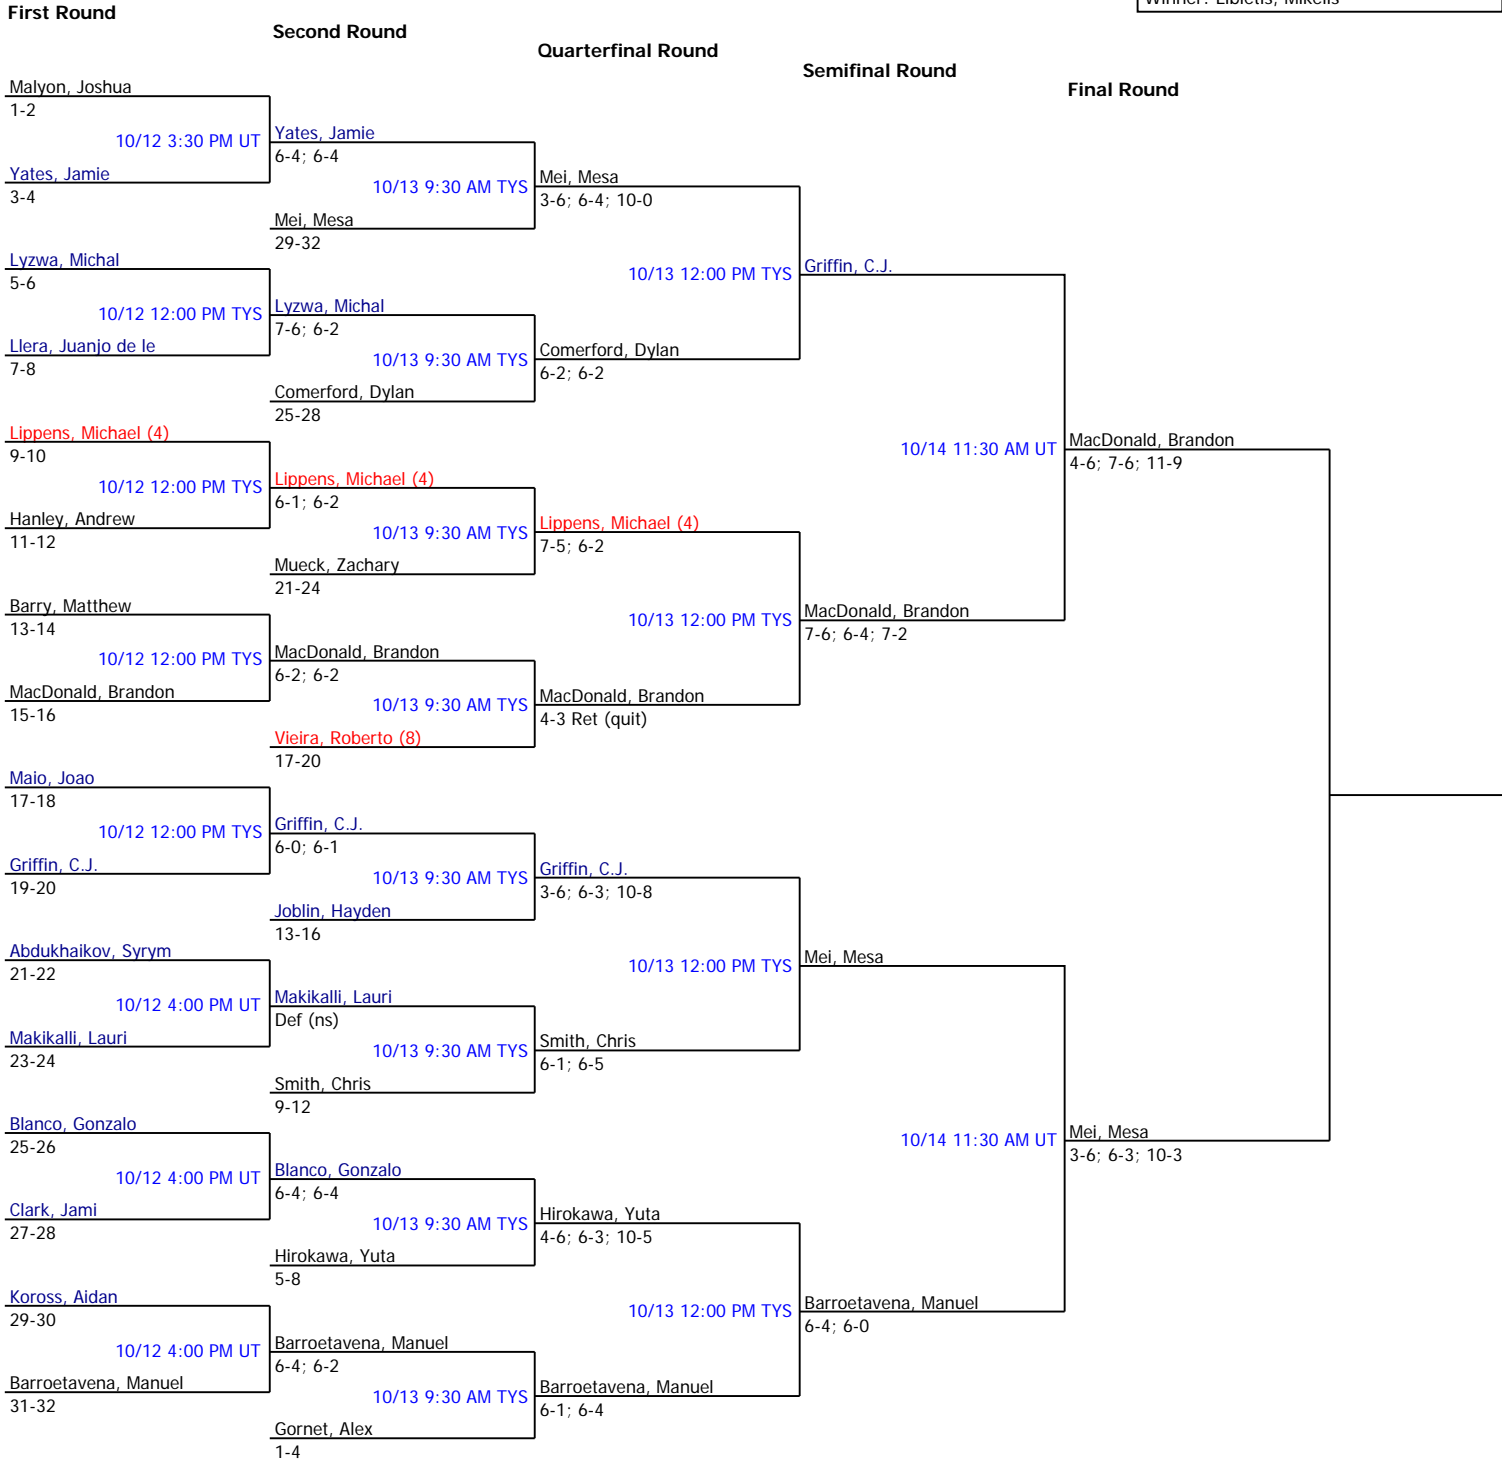 Winner: Libietis, Mikelis
First Round
Second Round
Quarterfinal Round
Semifinal Round
Final Round
Malyon, Joshua
1-2
10/12 3:30 PM UT
Yates, Jamie
3-4
Lyzwa, Michal
5-6
10/12 12:00 PM TYS
Llera, Juanjo de le
7-8
Lippens, Michael (4)
9-10
10/12 12:00 PM TYS
Hanley, Andrew
11-12
Barry, Matthew
13-14
10/12 12:00 PM TYS
MacDonald, Brandon
15-16
Maio, Joao
17-18
10/12 12:00 PM TYS
Griffin, C.J.
19-20
Abdukhaikov, Syrym
21-22
10/12 4:00 PM UT
Makikalli, Lauri
23-24
Blanco, Gonzalo
25-26
10/12 4:00 PM UT
Clark, Jami
27-28
Koross, Aidan
29-30
10/12 4:00 PM UT
Barroetavena, Manuel
31-32
Yates, Jamie
6-4; 6-4
10/13 9:30 AM TYS
Mei, Mesa
29-32
Lyzwa, Michal
7-6; 6-2
10/13 9:30 AM TYS
Comerford, Dylan
25-28
Lippens, Michael (4)
6-1; 6-2
10/13 9:30 AM TYS
Mueck, Zachary
21-24
MacDonald, Brandon
6-2; 6-2
10/13 9:30 AM TYS
Vieira, Roberto (8)
17-20
Griffin, C.J.
6-0; 6-1
10/13 9:30 AM TYS
Joblin, Hayden
13-16
Makikalli, Lauri
Def (ns)
10/13 9:30 AM TYS
Smith, Chris
9-12
Blanco, Gonzalo
6-4; 6-4
10/13 9:30 AM TYS
Hirokawa, Yuta
5-8
Barroetavena, Manuel
6-4; 6-2
10/13 9:30 AM TYS
Gornet, Alex
1-4
Mei, Mesa
3-6; 6-4; 10-0
10/13 12:00 PM TYS
Comerford, Dylan
6-2; 6-2
Lippens, Michael (4)
7-5; 6-2
10/13 12:00 PM TYS
MacDonald, Brandon
4-3 Ret (quit)
Griffin, C.J.
3-6; 6-3; 10-8
10/13 12:00 PM TYS
Smith, Chris
6-1; 6-5
Hirokawa, Yuta
4-6; 6-3; 10-5
10/13 12:00 PM TYS
Barroetavena, Manuel
6-1; 6-4
Griffin, C.J.
10/14 11:30 AM UT
MacDonald, Brandon
7-6; 6-4; 7-2
Mei, Mesa
10/14 11:30 AM UT
Barroetavena, Manuel
6-4; 6-0
MacDonald, Brandon
4-6; 7-6; 11-9
Mei, Mesa
3-6; 6-3; 10-3